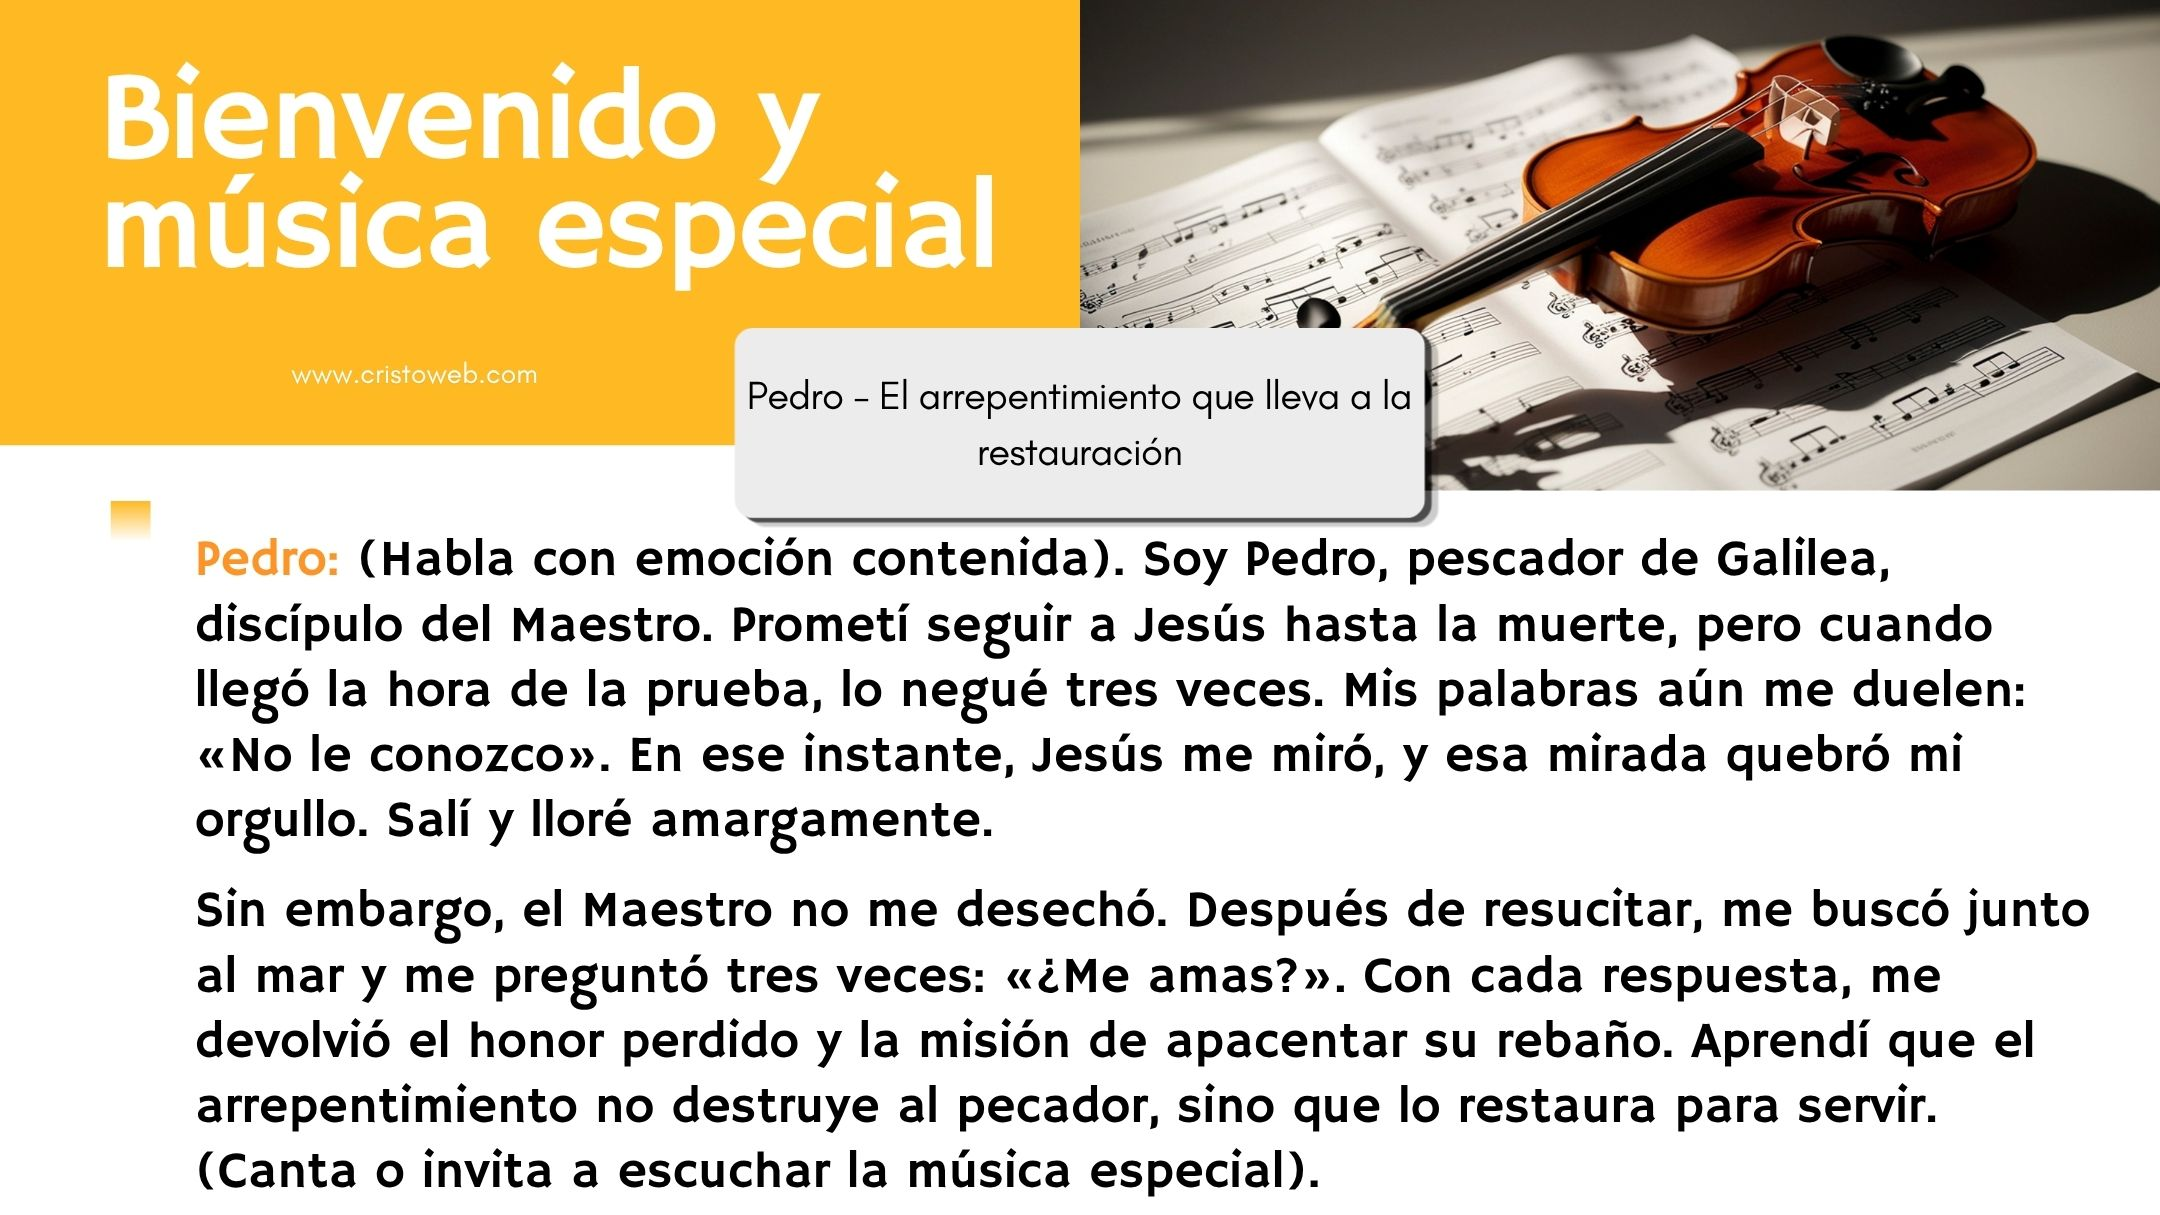 Bienvenido y
música especial
www.cristoweb.com
Pedro - El arrepentimiento que lleva a la
restauración
Pedro: (Habla con emoción contenida). Soy Pedro, pescador de Galilea,
discípulo del Maestro. Prometí seguir a Jesús hasta la muerte, pero cuando
llegó la hora de la prueba, lo negué tres veces. Mis palabras aún me duelen:
«No le conozco». En ese instante, Jesús me miró, y esa mirada quebró mi
orgullo. Salí y lloré amargamente.
Sin embargo, el Maestro no me desechó. Después de resucitar, me buscó junto
al mar y me preguntó tres veces: «¿Me amas?». Con cada respuesta, me
devolvió el honor perdido y la misión de apacentar su rebaño. Aprendí que el
arrepentimiento no destruye al pecador, sino que lo restaura para servir.
(Canta o invita a escuchar la música especial).